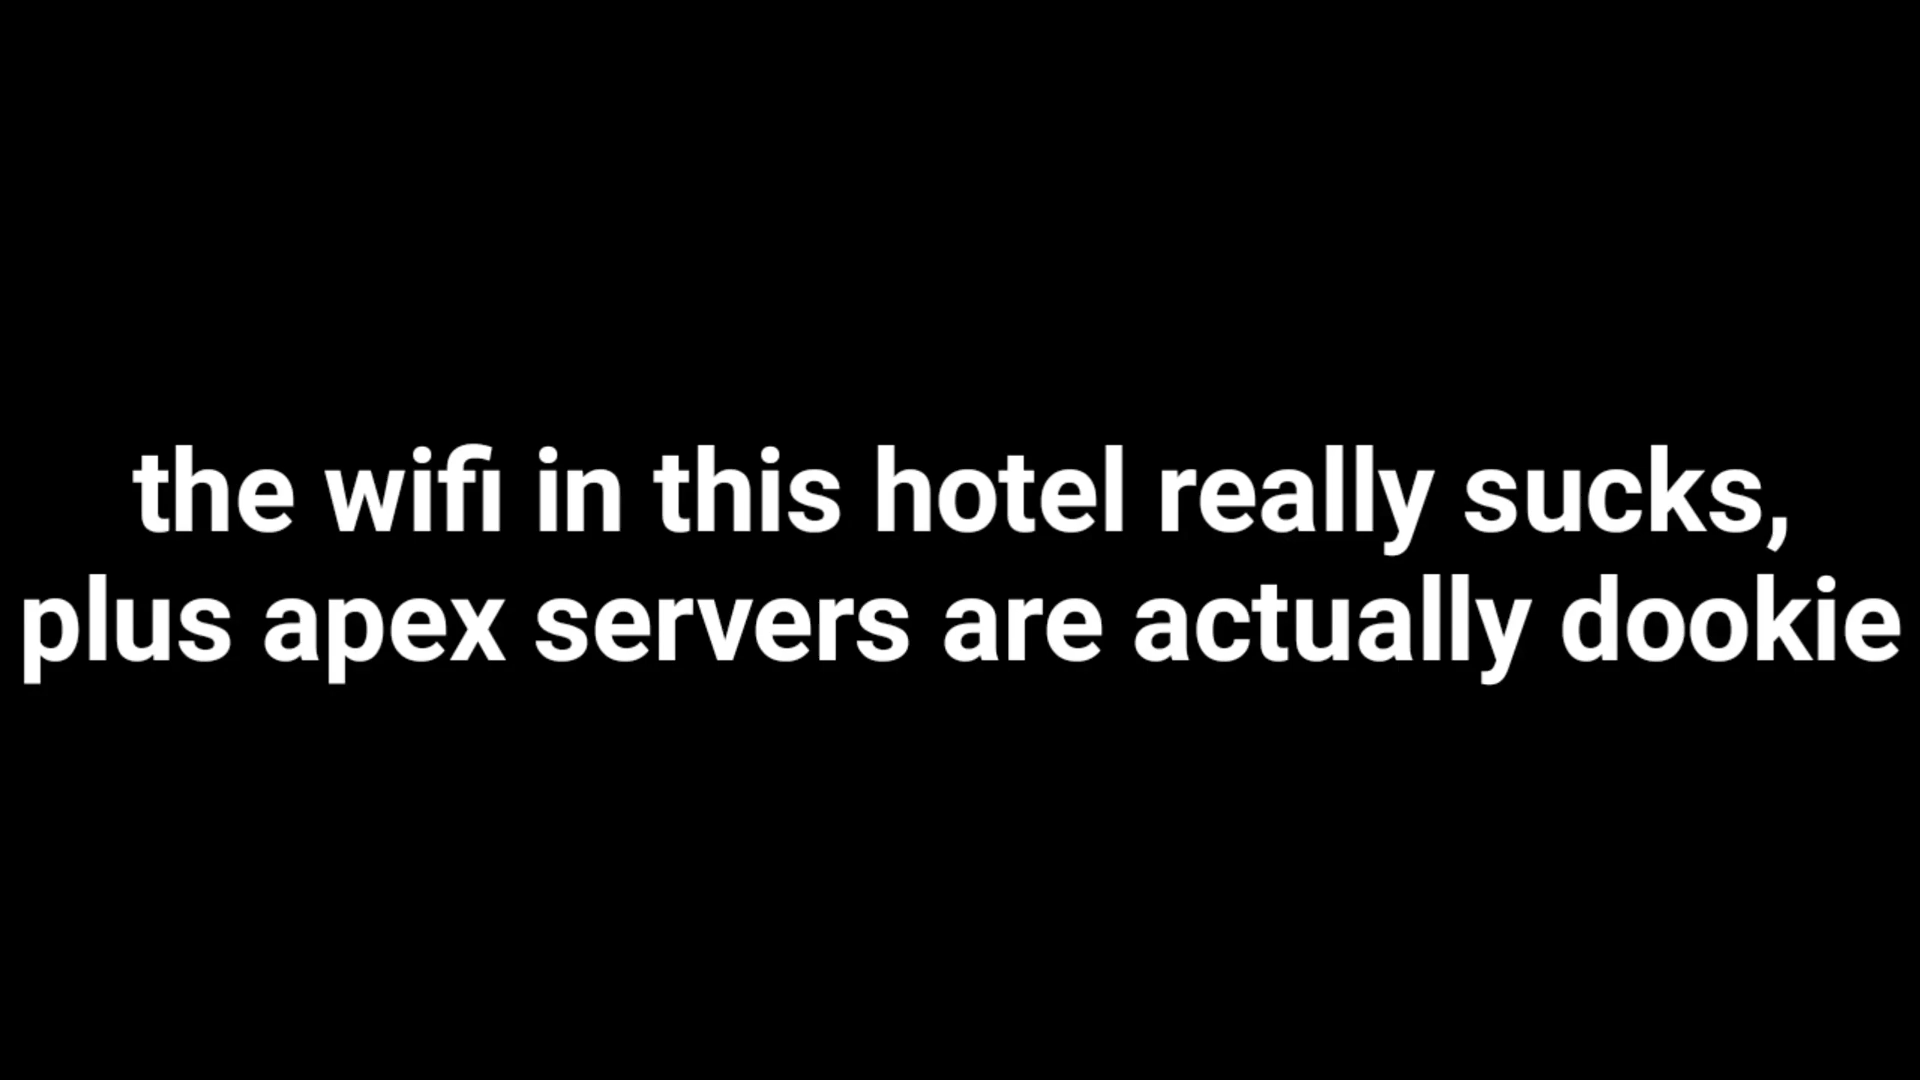 the wifi in this hotel really sucks,
plus apex servers are actually dookie